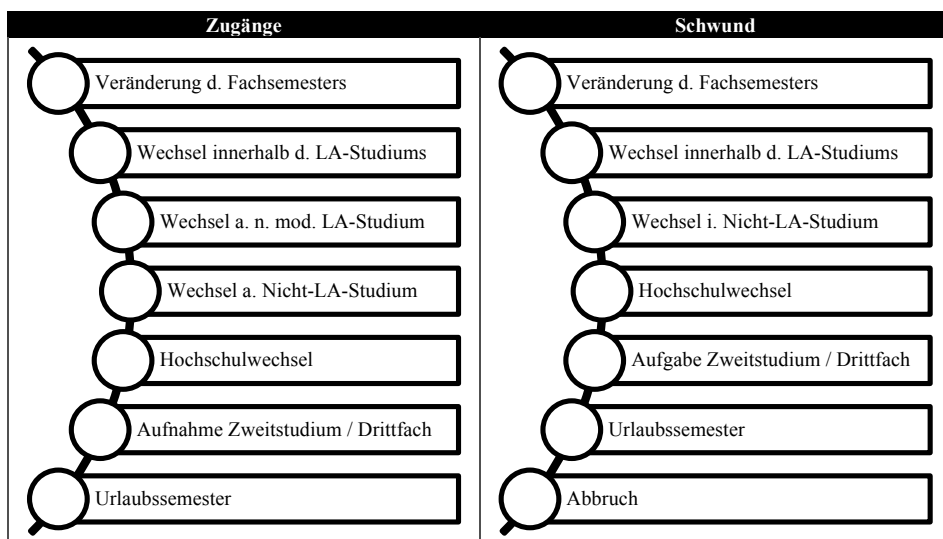 Zugänge
Veränderung d. Fachsemesters
Wechsel innerhalb d. LA-Studiums
Wechsel a. n. mod. LA-Studium
Wechsel a. Nicht-LA-Studium
Hochschulwechsel
Aufnahme Zweitstudium / Drittfach
Urlaubssemester
Schwund
Veränderung d. Fachsemesters
Wechsel innerhalb d. LA-Studiums
Wechsel i. Nicht-LA-Studium
Hochschulwechsel
Aufgabe Zweitstudium / Drittfach
Urlaubssemester
Abbruch